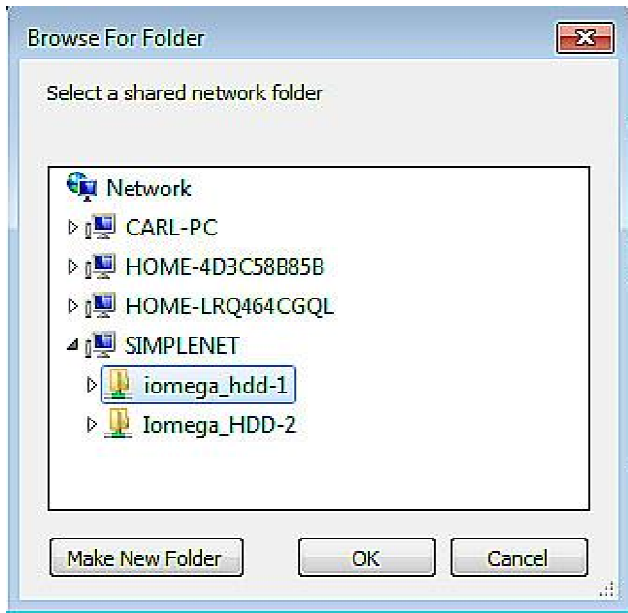 Browse For Folder
Select a shared network folder
Network
CARL-PC
HOME-4D3C58B85B
HOME-LRQ464CGQL
SIMPLENET
iomega_hdd-1
Iomega_HDD-2
Make New Folder OK Cancel